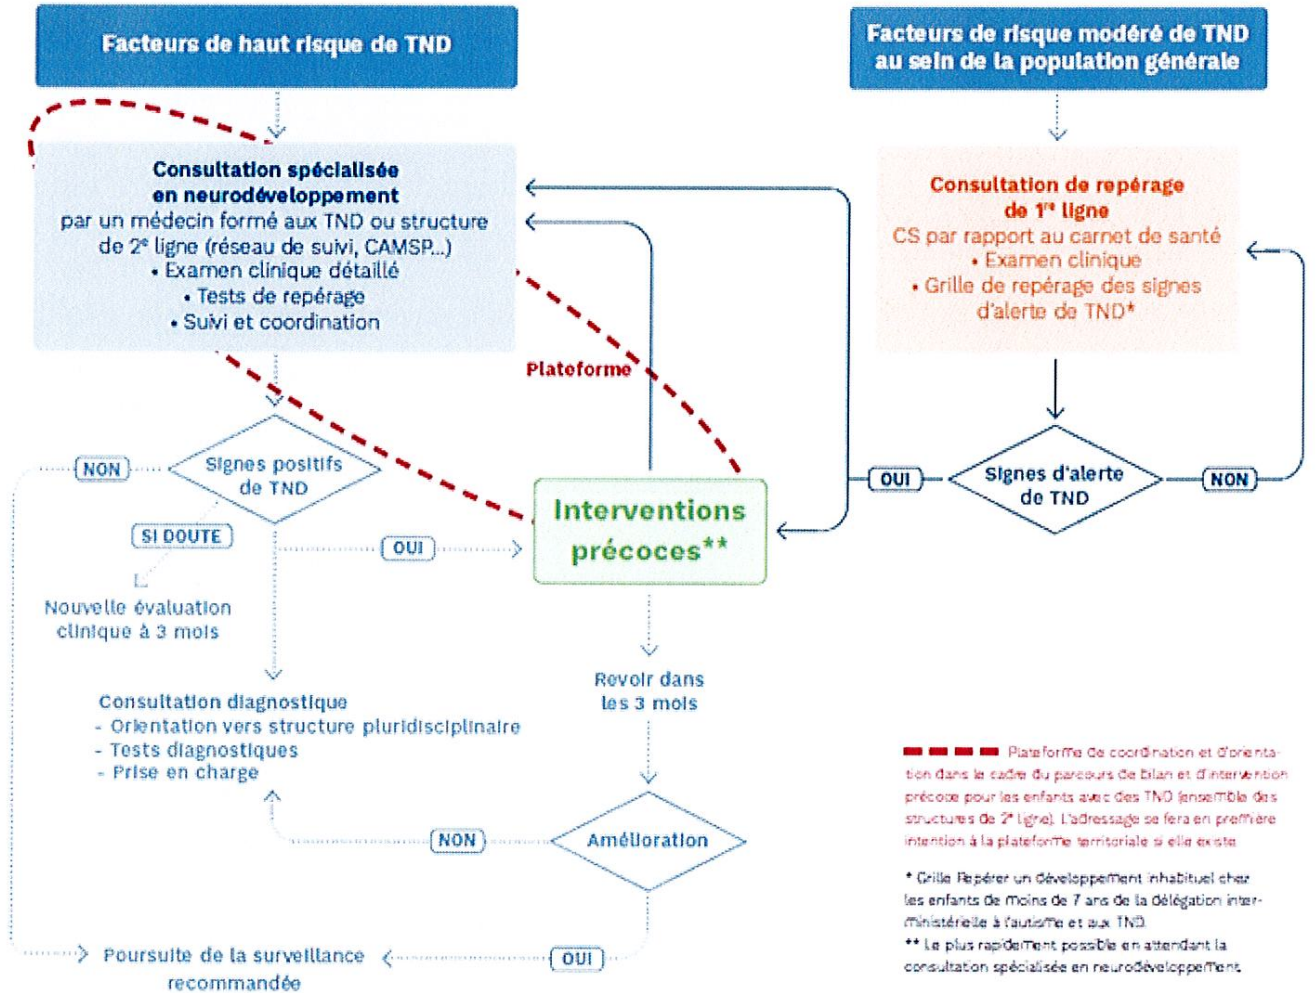 Facteurs de haut risque de TND
Facteurs de risque modéré de TND
au sein de la population générale
Consultation spécialisée
en neurodéveloppement
par un médecin formé aux TND ou structure
de 2e ligne (réseau de suivi, CAMSP...)
• Examen clinique détaillé
• Tests de repérage
• Suivi et coordination
Consultation de repérage
de 1re ligne
CS par rapport au carnet de santé
• Examen clinique
• Grille de repérage des signes
d'alerte de TND*
Plateforme
Signes positifs
de TND
NON
SI DOUTE
OUI
Nouvelle évaluation
clinique à 3 mois
Interventions
précoces**
OUI
Signes d'alerte
de TND
NON
Consultation diagnostique
- Orientation vers structure pluridisciplinaire
- Tests diagnostiques
- Prise en charge
Revoir dans
les 3 mois
NON
Amélioration
OUI
Poursuite de la surveillance
recommandée
Plateforme de coordination et d'orienta-
tion dans le cadre du parcours de bilan et d'intervention
précoce pour les enfants avec des TND (ensemble des
structures de 2e ligne). L'adressage se fera en première
intention à la plateforme territoriale si elle existe
* Grille Repérer un développement inhabituel chez
les enfants de moins de 7 ans de la délégation inter-
ministérielle à l'autisme et aux TND.
** Le plus rapidement possible en attendant la
consultation spécialisée en neurodéveloppement.